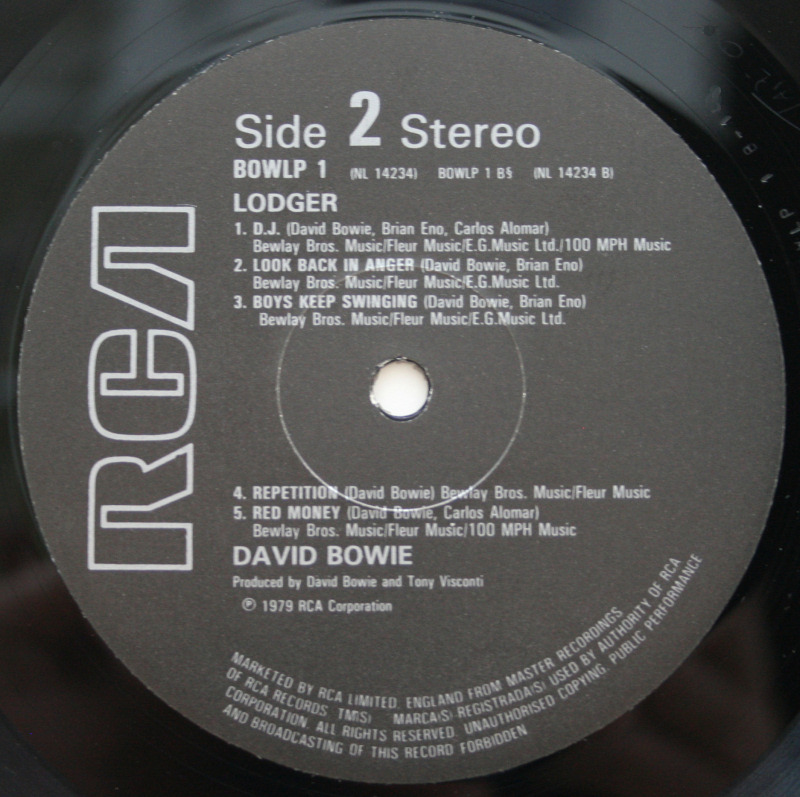 Side 2 Stereo
BOWLP 1 (NL 14234) BOWLP 1 B§ (NL 14234 B)
LODGER
1. D.J. (David Bowie, Brian Eno, Carlos Alomar)
Bewlay Bros. Music/Fleur Music/E.G.Music Ltd./100 MPH Music
2. LOOK BACK IN ANGER (David Bowie, Brian Eno)
Bewlay Bros. Music/Fleur Music/E.G.Music Ltd.
3. BOYS KEEP SWINGING (David Bowie, Brian Eno)
Bewlay Bros. Music/Fleur Music/E.G.Music Ltd.
RCA
4. REPETITION (David Bowie) Bewlay Bros. Music/Fleur Music
5. RED MONEY (David Bowie, Carlos Alomar)
Bewlay Bros. Music/Fleur Music/100 MPH Music
DAVID BOWIE
Produced by David Bowie and Tony Visconti
℗ 1979 RCA Corporation
MARKETED BY RCA LIMITED, ENGLAND FROM MASTER RECORDINGS
OF RCA RECORDS. TM(S) MARCA(S) REGISTRADA(S) USED BY AUTHORITY OF RCA
CORPORATION. ALL RIGHTS RESERVED. UNAUTHORISED COPYING, PUBLIC PERFORMANCE
AND BROADCASTING OF THIS RECORD FORBIDDEN